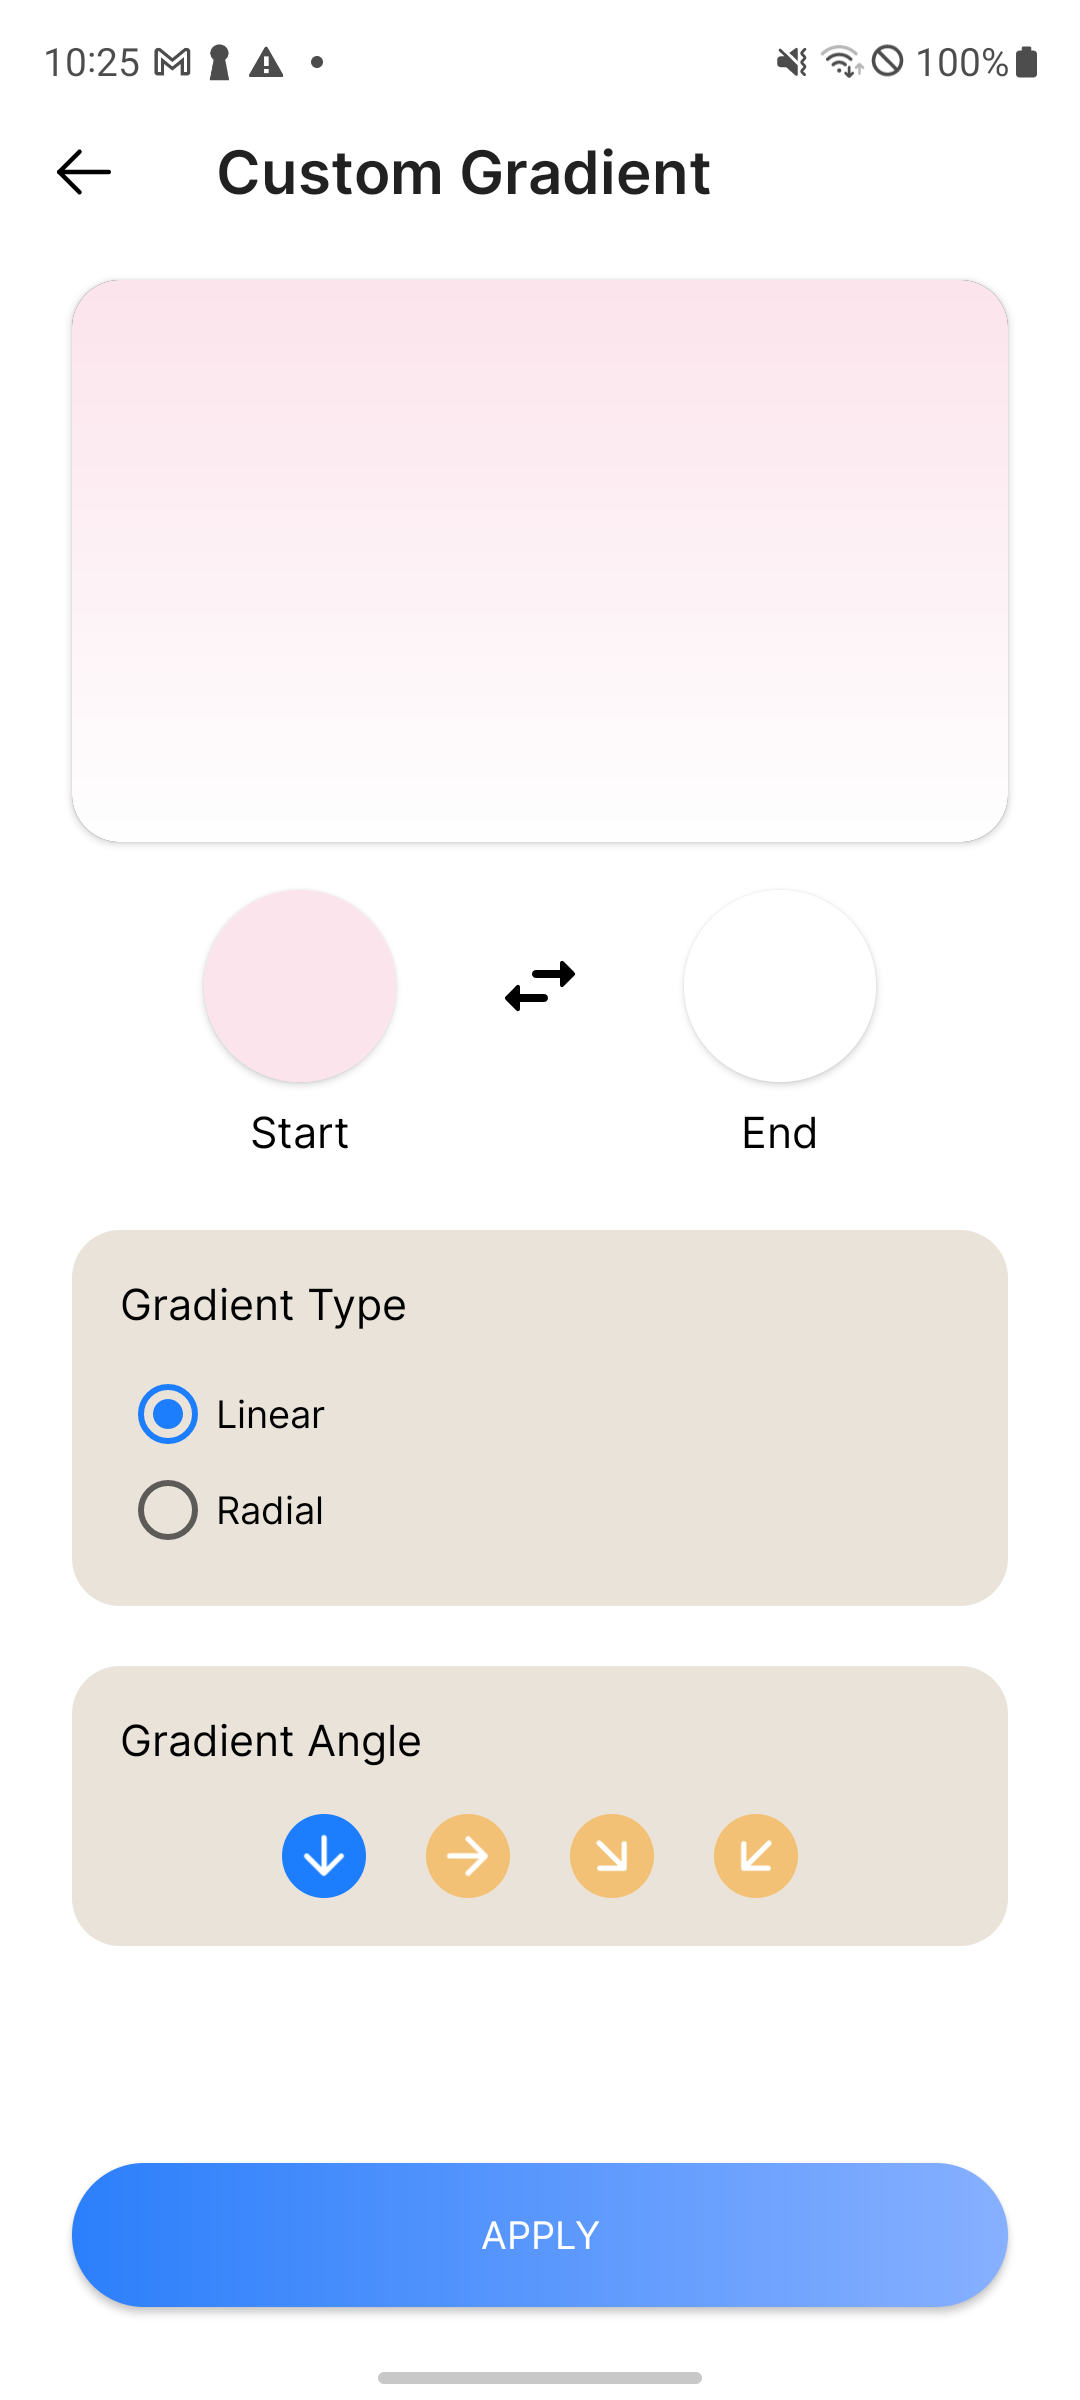 10:25
100%
Custom Gradient
Start
End
Gradient Type
Linear
Radial
Gradient Angle
APPLY